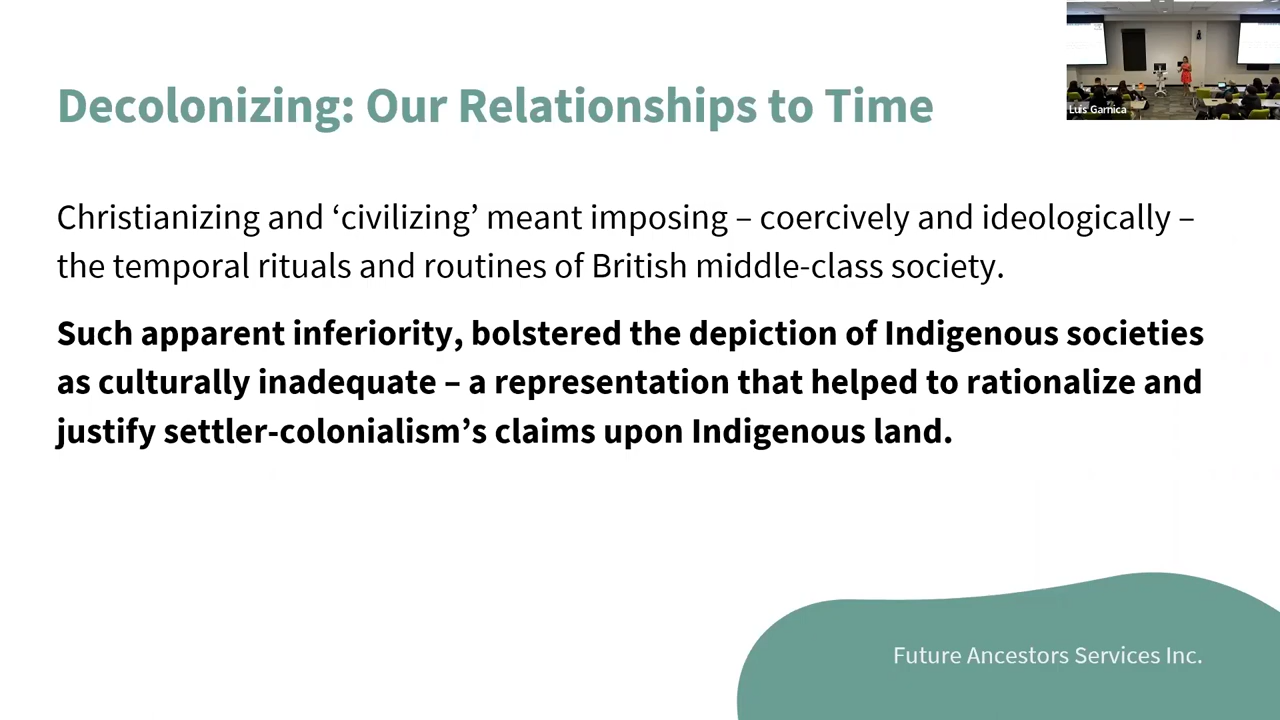 Decolonizing: Our Relationships to Time
Luis Garnica
Christianizing and ‘civilizing’ meant imposing – coercively and ideologically –
the temporal rituals and routines of British middle-class society.
Such apparent inferiority, bolstered the depiction of Indigenous societies
as culturally inadequate – a representation that helped to rationalize and
justify settler-colonialism’s claims upon Indigenous land.
Future Ancestors Services Inc.